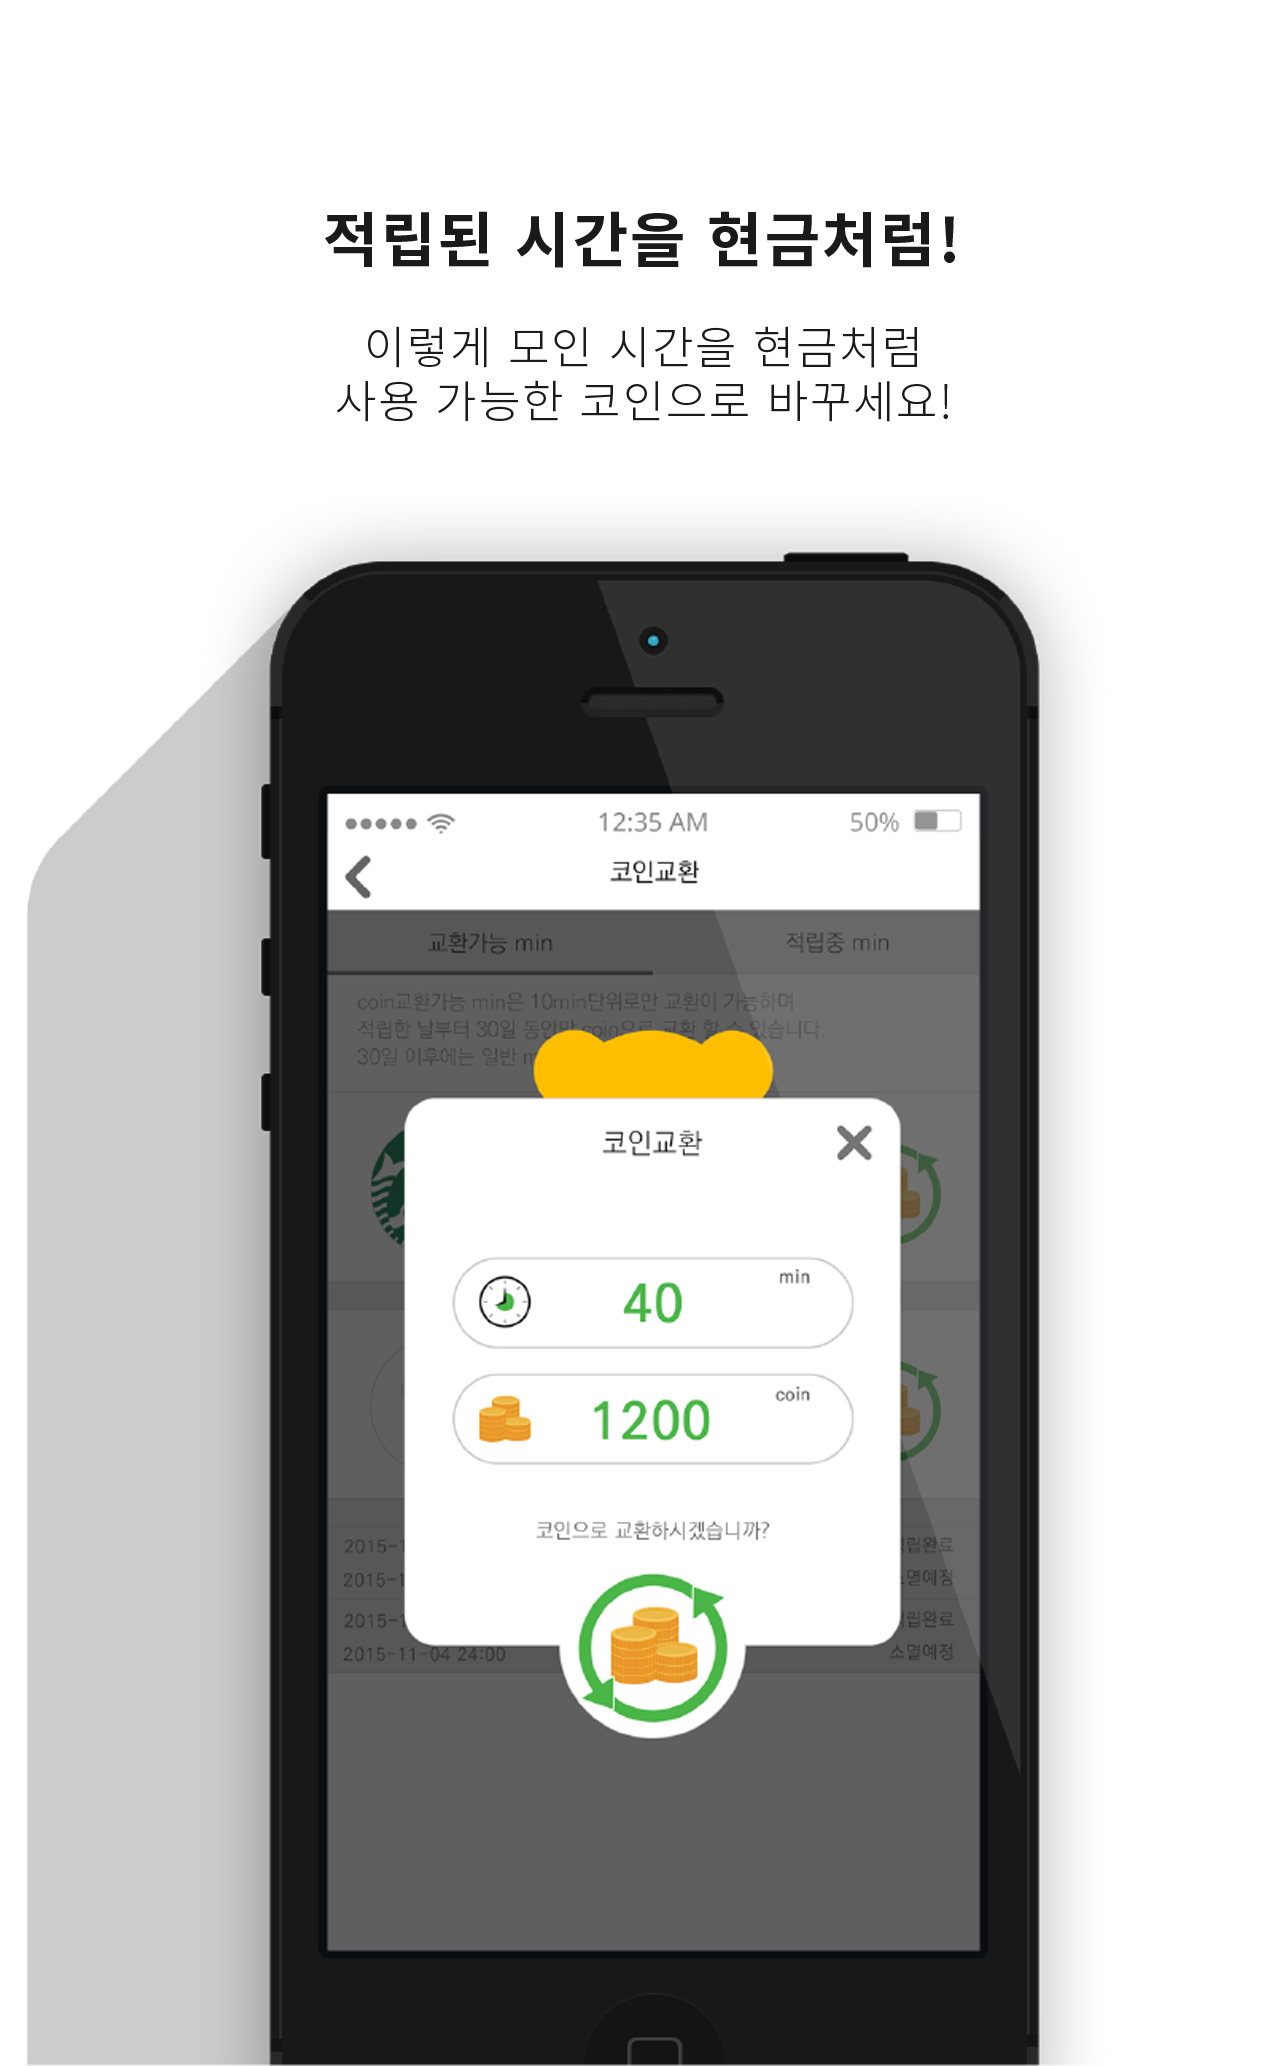 적립된 시간을 현금처럼!
이렇게 모인 시간을 현금처럼
사용 가능한 코인으로 바꾸세요!
12:35 AM
50%
코인교환
교환가능 min
적립중 min
coin교환가능 min은 10min단위로만 교환이 가능하며
적립한 날부터 30일 동안만 coin으로 교환 할 수 있습니다.
30일 이후에는 일반
코인교환
40 min
1200 coin
코인으로 교환하시겠습니까?
2015-1 적립완료
2015-1 소멸예정
2015-1 적립완료
2015-11-04 24:00 소멸예정